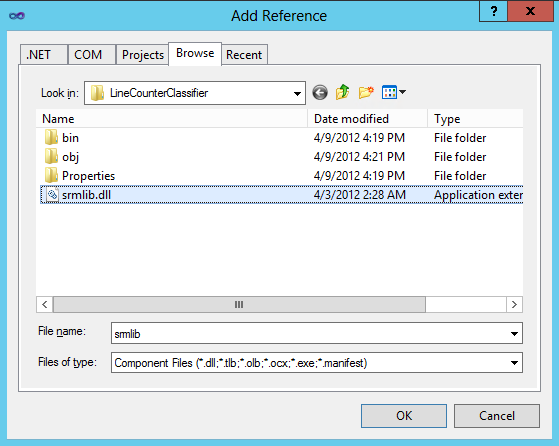 Add Reference
?
X
.NET COM Projects Browse Recent
Look in: LineCounterClassifier
Name Date modified Type
bin 4/9/2012 4:19 PM File folder
obj 4/9/2012 4:21 PM File folder
Properties 4/9/2012 4:19 PM File folder
srmlib.dll 4/3/2012 2:28 AM Application exter
File name: srmlib
Files of type: Component Files (*.dll;*.tlb;*.olb;*.ocx;*.exe;*.manifest)
OK Cancel